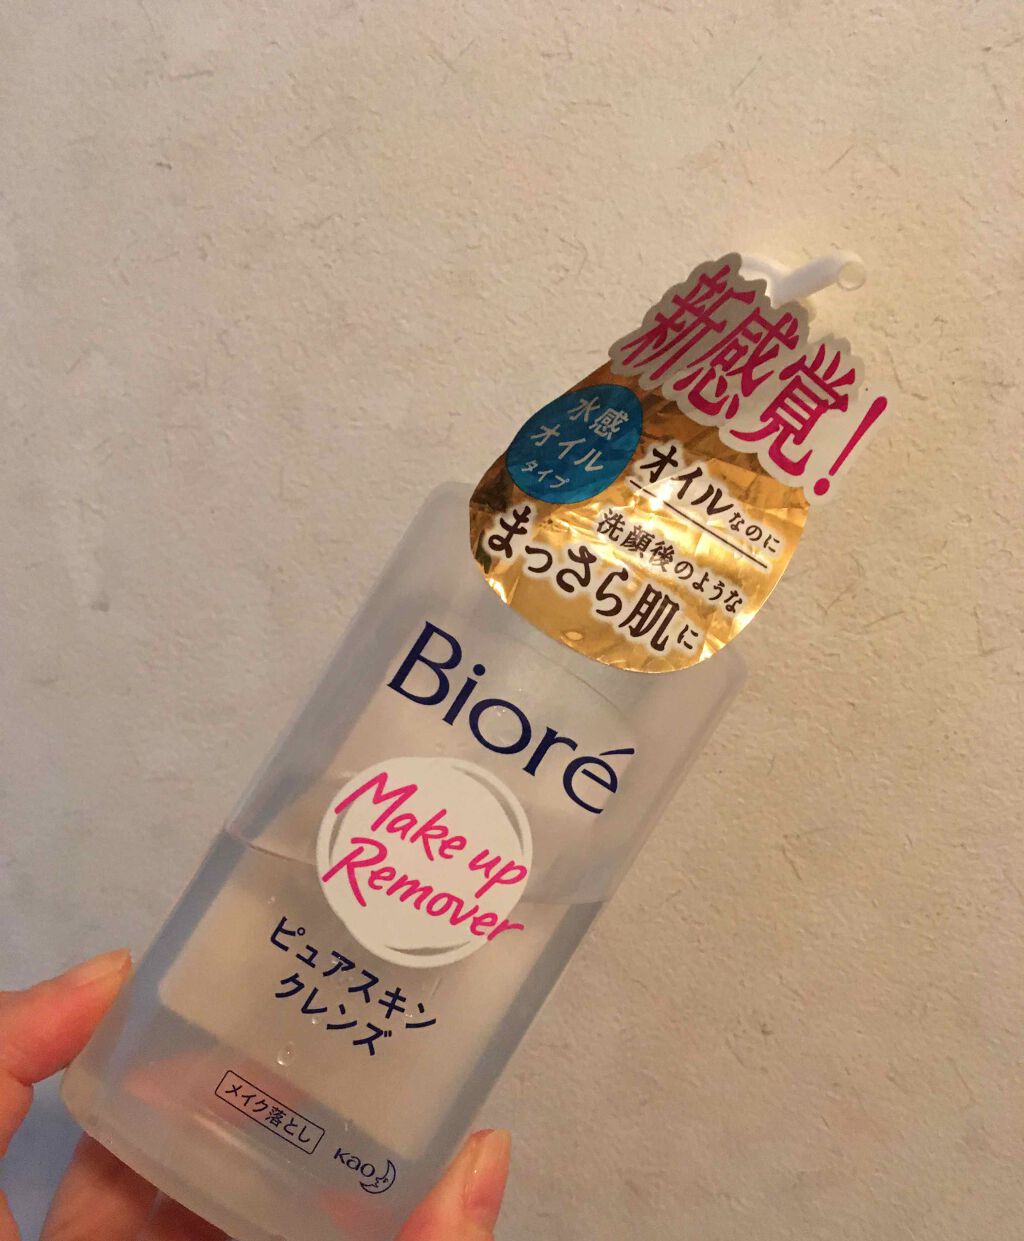 新感覚!
水感
オイル
タイプ
オイルなのに
洗顔後のような
まっさら肌に
Bioré
Make up
Remover
ピュアスキン
クレンズ
メイク落とし
Kao